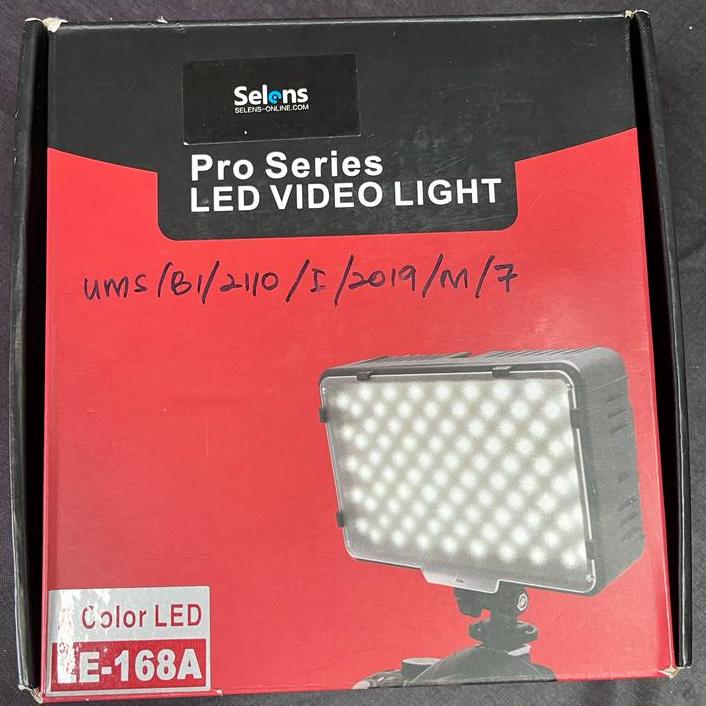 Selens
SELENS-ONLINE.COM
Pro Series
LED VIDEO LIGHT
UMS/B1/2110/I/2019/M/7
Color LED
LE-168A